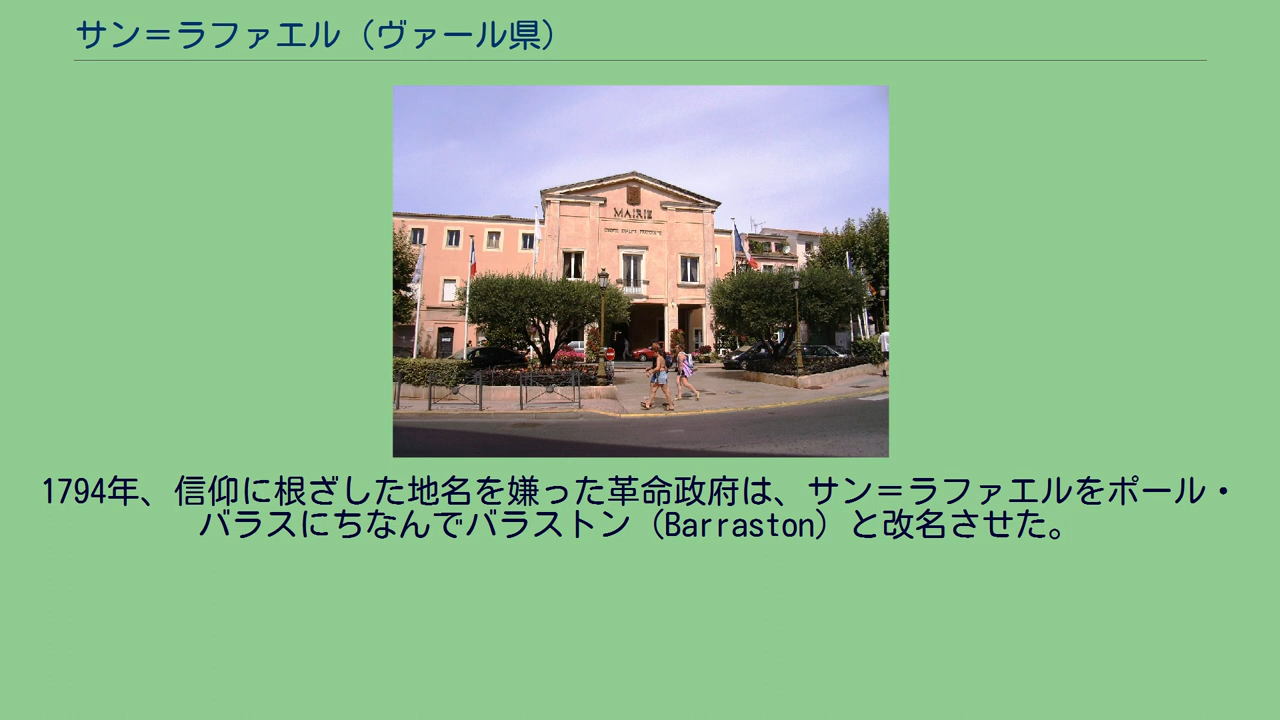 サン＝ラファエル（ヴァール県）
MAIRIE
1794年、信仰に根ざした地名を嫌った革命政府は、サン＝ラファエルをポール・
バラスにちなんでバラストン（Barraston）と改名させた。